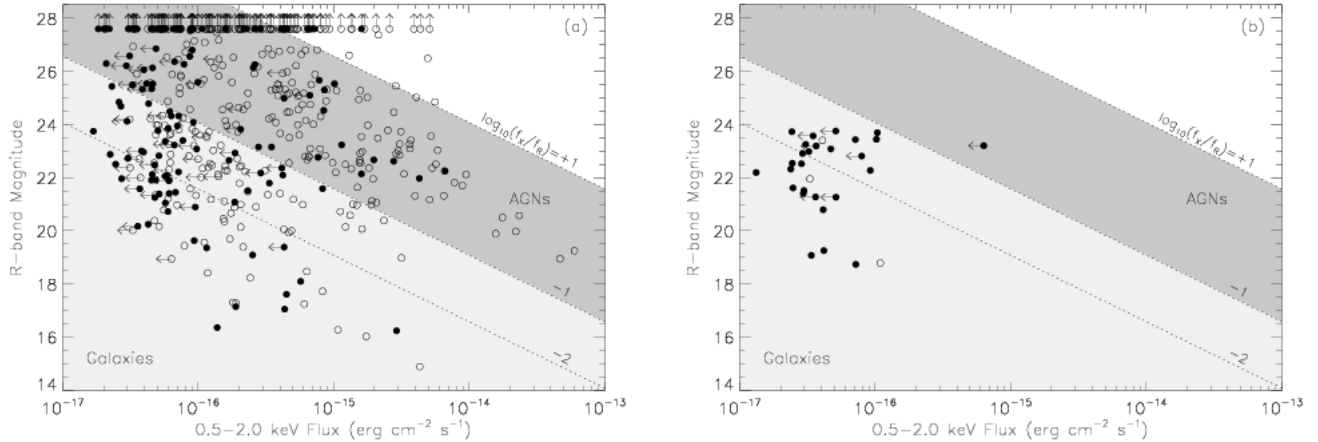 (a)
28
26
24
22
20
18
16
14
R-band Magnitude
log₁₀(fₓ/f_R)=+1
AGNs
-1
-2
Galaxies
10⁻¹⁷
10⁻¹⁶
10⁻¹⁵
10⁻¹⁴
10⁻¹³
0.5-2.0 keV Flux (erg cm⁻² s⁻¹)
(b)
28
26
24
22
20
18
16
14
R-band Magnitude
log₁₀(fₓ/f_R)=+1
AGNs
-1
-2
Galaxies
10⁻¹⁷
10⁻¹⁶
10⁻¹⁵
10⁻¹⁴
10⁻¹³
0.5-2.0 keV Flux (erg cm⁻² s⁻¹)